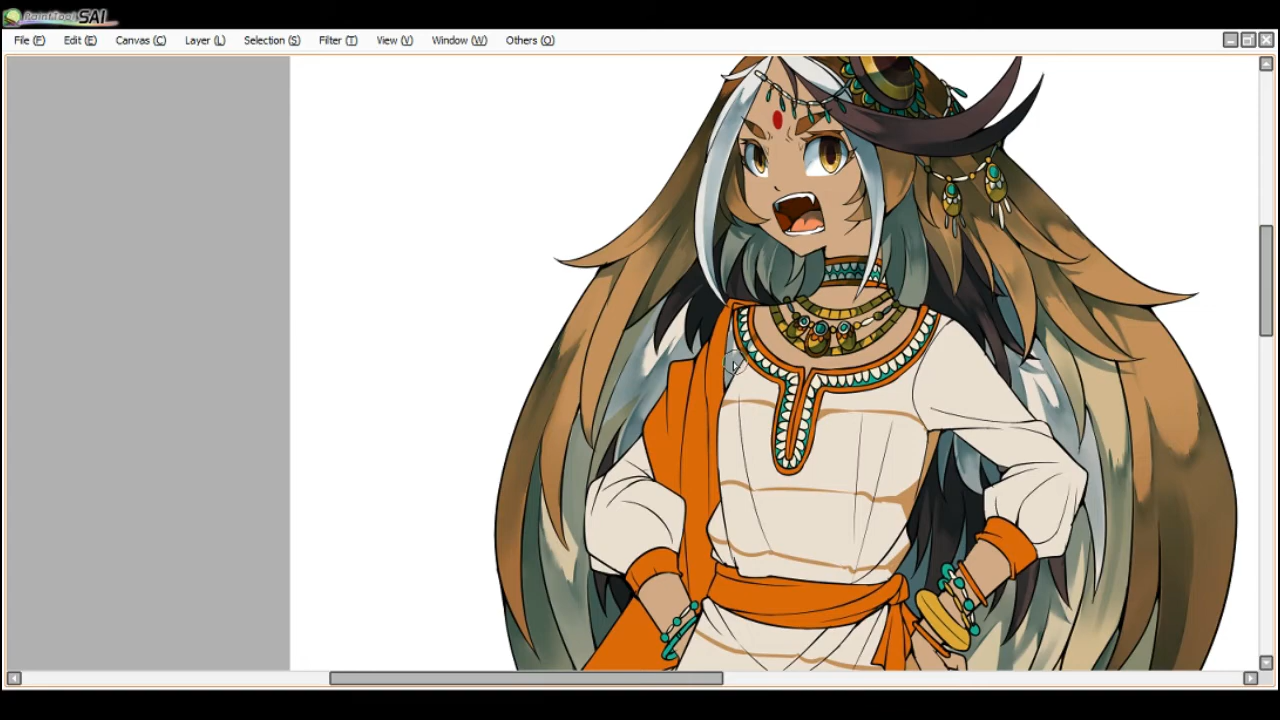 PaintTool SAI
File (F) Edit (E) Canvas (C) Layer (L) Selection (S) Filter (T) View (V) Window (W) Others (O)